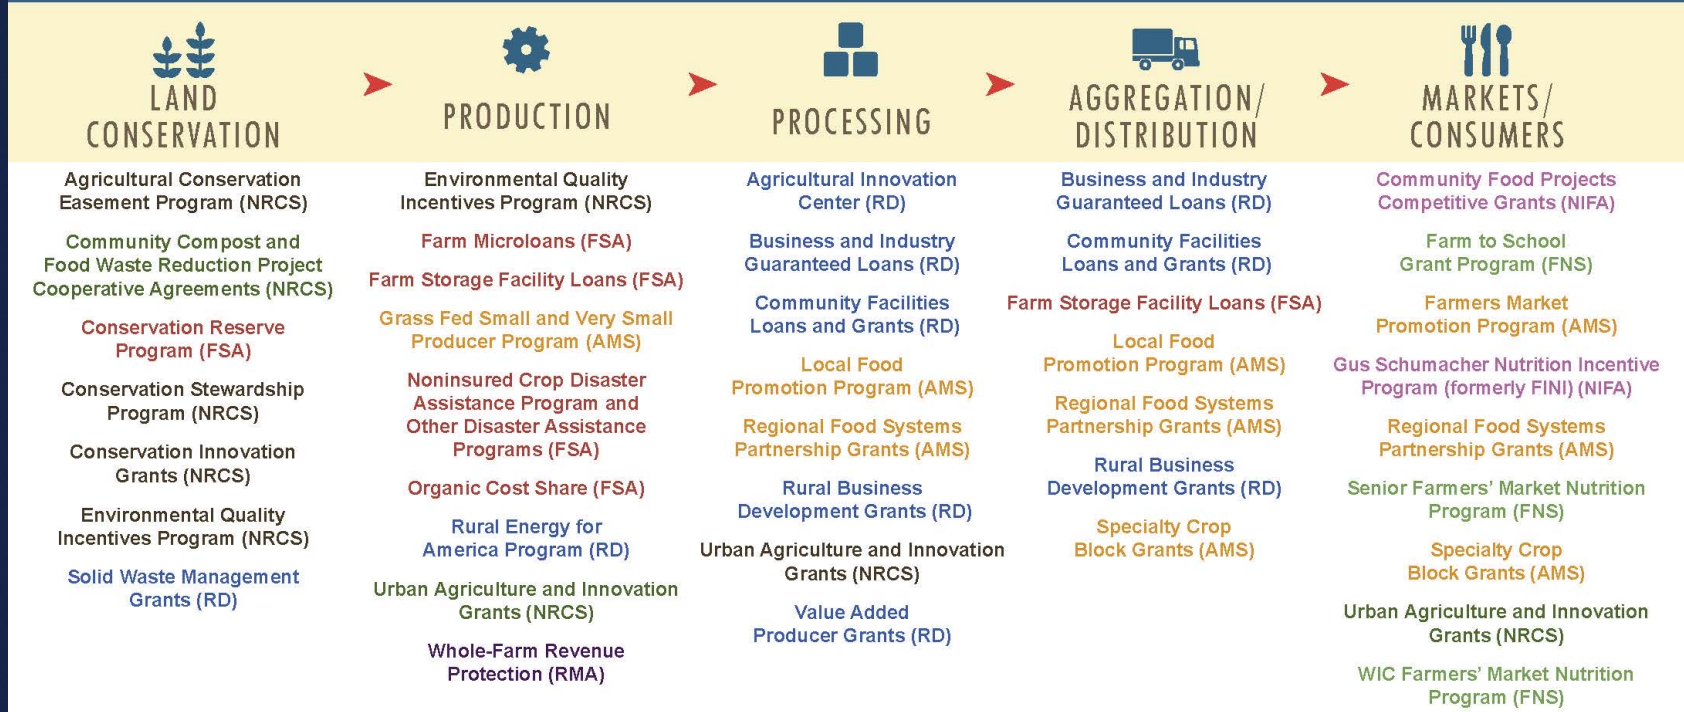 LAND
CONSERVATION
PRODUCTION
PROCESSING
AGGREGATION/
DISTRIBUTION
MARKETS/
CONSUMERS
Agricultural Conservation
Easement Program (NRCS)
Community Compost and
Food Waste Reduction Project
Cooperative Agreements (NRCS)
Conservation Reserve
Program (FSA)
Conservation Stewardship
Program (NRCS)
Conservation Innovation
Grants (NRCS)
Environmental Quality
Incentives Program (NRCS)
Solid Waste Management
Grants (RD)
Environmental Quality
Incentives Program (NRCS)
Farm Microloans (FSA)
Farm Storage Facility Loans (FSA)
Grass Fed Small and Very Small
Producer Program (AMS)
Noninsured Crop Disaster
Assistance Program and
Other Disaster Assistance
Programs (FSA)
Organic Cost Share (FSA)
Rural Energy for
America Program (RD)
Urban Agriculture and Innovation
Grants (NRCS)
Whole-Farm Revenue
Protection (RMA)
Agricultural Innovation
Center (RD)
Business and Industry
Guaranteed Loans (RD)
Community Facilities
Loans and Grants (RD)
Local Food
Promotion Program (AMS)
Regional Food Systems
Partnership Grants (AMS)
Rural Business
Development Grants (RD)
Urban Agriculture and Innovation
Grants (NRCS)
Value Added
Producer Grants (RD)
Business and Industry
Guaranteed Loans (RD)
Community Facilities
Loans and Grants (RD)
Farm Storage Facility Loans (FSA)
Local Food
Promotion Program (AMS)
Regional Food Systems
Partnership Grants (AMS)
Rural Business
Development Grants (RD)
Specialty Crop
Block Grants (AMS)
Community Food Projects
Competitive Grants (NIFA)
Farm to School
Grant Program (FNS)
Farmers Market
Promotion Program (AMS)
Gus Schumacher Nutrition Incentive
Program (formerly FINI) (NIFA)
Regional Food Systems
Partnership Grants (AMS)
Senior Farmers' Market Nutrition
Program (FNS)
Specialty Crop
Block Grants (AMS)
Urban Agriculture and Innovation
Grants (NRCS)
WIC Farmers' Market Nutrition
Program (FNS)